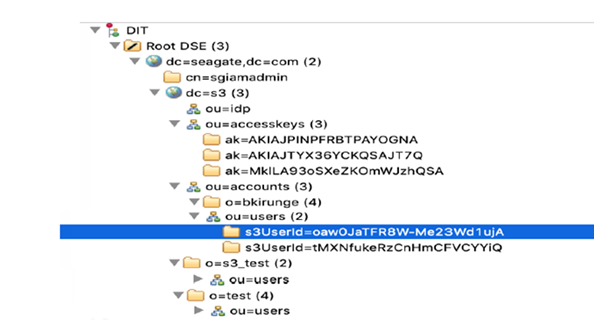 DIT
Root DSE (3)
dc=seagate,dc=com (2)
cn=sgiamadmin
dc=s3 (3)
ou=idp
ou=accesskeys (3)
ak=AKIAJPINPFRBTPAYOGNA
ak=AKIAJTYX36YCKQSAJT7Q
ak=MkILA93oSXeZKOmWJzhQSA
ou=accounts (3)
o=bkirunge (4)
ou=users (2)
s3UserId=oaw0JaTFR8W-Me23Wd1ujA
s3UserId=tMXNfukeRzCnHmCFVCYYiQ
o=s3_test (2)
ou=users
o=test (4)
ou=users